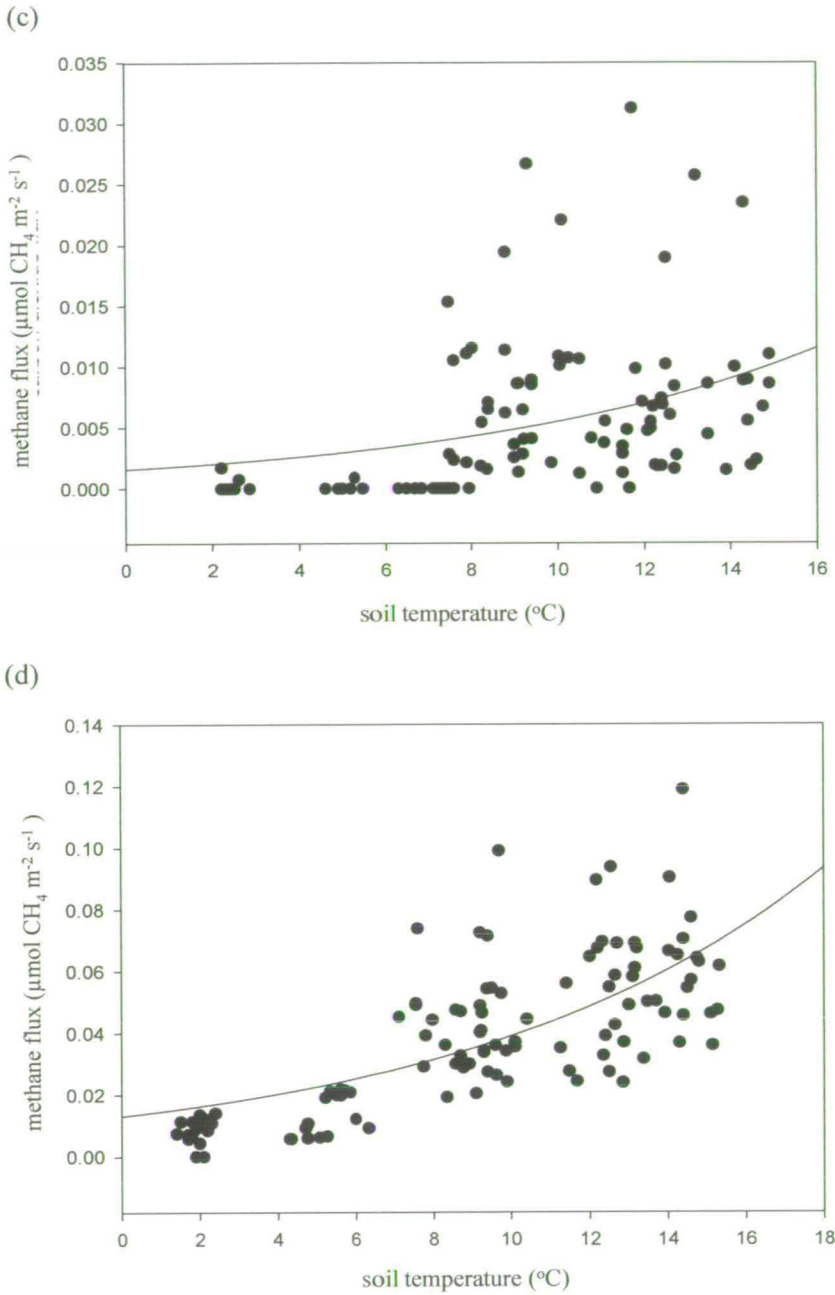 (c)
0.035
0.030
0.025
0.020
0.015
0.010
0.005
0.000
methane flux (µmol CH₄ m⁻² s⁻¹)
0 2 4 6 8 10 12 14 16
soil temperature (°C)
(d)
0.14
0.12
0.10
0.08
0.06
0.04
0.02
0.00
methane flux (µmol CH₄ m⁻² s⁻¹)
0 2 4 6 8 10 12 14 16 18
soil temperature (°C)